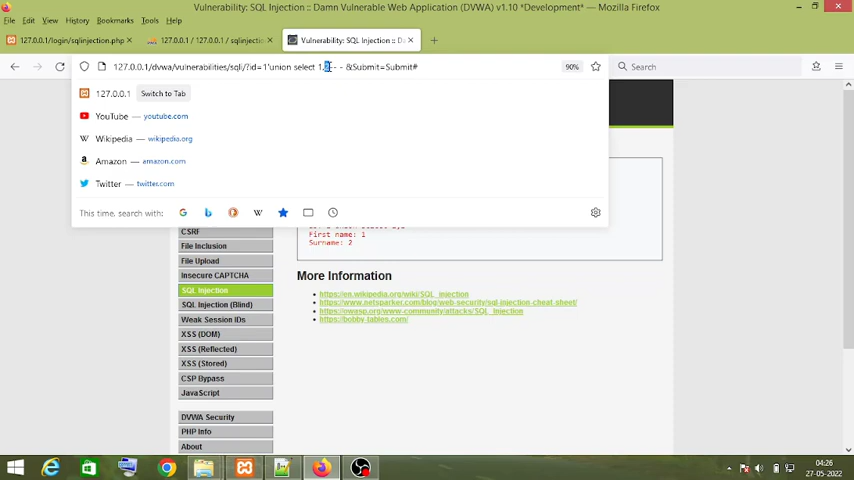 Vulnerability: SQL Injection :: Damn Vulnerable Web Application (DVWA) v1.10 *Development* — Mozilla Firefox
File Edit View History Bookmarks Tools Help
127.0.0.1/login/sqlinjection.php
127.0.0.1 / 127.0.0.1 / sqlinjectio
Vulnerability: SQL Injection :: Da
127.0.0.1/dvwa/vulnerabilities/sqli/?id=1'union select 1,2-- - &Submit=Submit#
90%
Search
127.0.0.1 Switch to Tab
YouTube — youtube.com
Wikipedia — wikipedia.org
Amazon — amazon.com
Twitter — twitter.com
This time, search with:
First name: 1
Surname: 2
CSRF
File Inclusion
File Upload
Insecure CAPTCHA
SQL Injection
SQL Injection (Blind)
Weak Session IDs
XSS (DOM)
XSS (Reflected)
XSS (Stored)
CSP Bypass
JavaScript
DVWA Security
PHP Info
About
More Information
https://en.wikipedia.org/wiki/SQL_injection
https://www.netsparker.com/blog/web-security/sql-injection-cheat-sheet/
https://owasp.org/www-community/attacks/SQL_Injection
https://bobby-tables.com/
04:26
27-05-2022